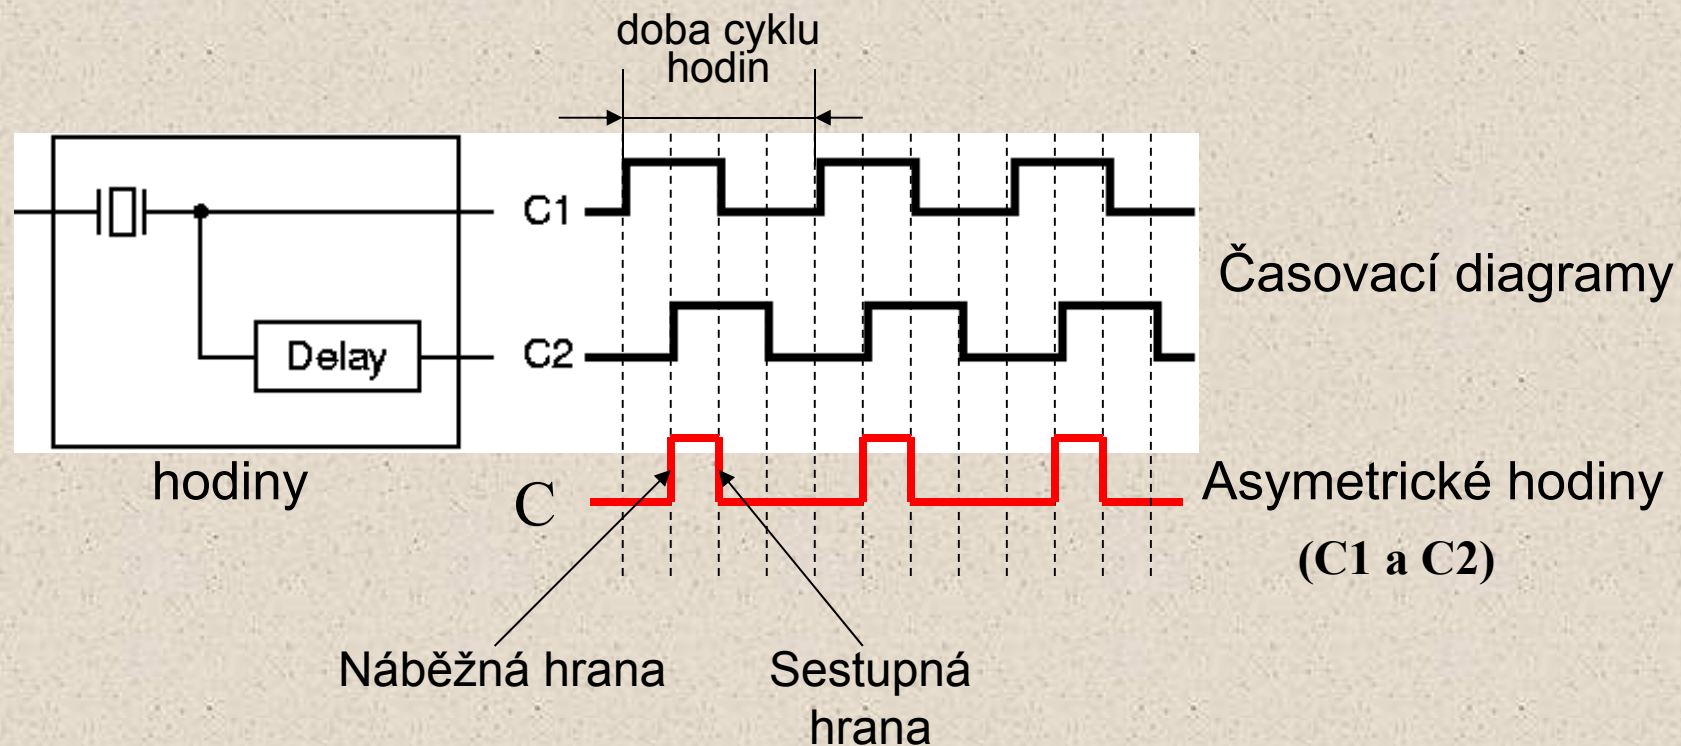 doba cyklu
hodin
C1
Časovací diagramy
Delay
C2
hodiny
C
Asymetrické hodiny
(C1 a C2)
Náběžná hrana
Sestupná
hrana